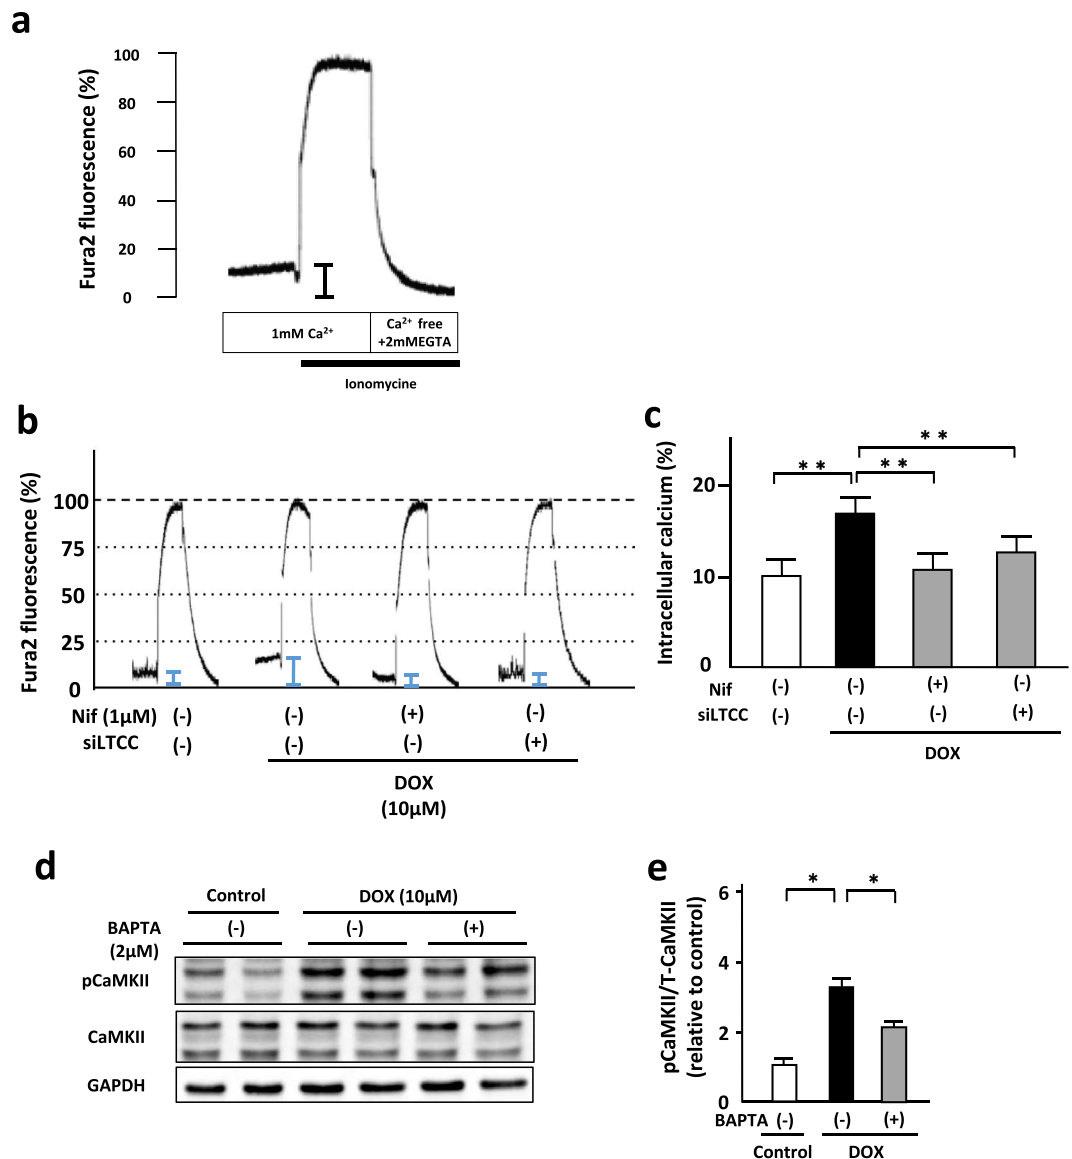 a
Fura2 fluorescence (%)
100
80
60
40
20
0
1mM Ca²⁺
Ca²⁺ free
+2mMEGTA
Ionomycine
b
Fura2 fluorescence (%)
100
75
50
25
0
Nif (1μM) (-) (-) (+) (-)
siLTCC (-) (-) (-) (+)
DOX
(10μM)
c
Intracellular calcium (%)
20
10
0
** ** **
Nif (-) (-) (+) (-)
siLTCC (-) (-) (-) (+)
DOX
d
Control DOX (10μM)
BAPTA (-) (-) (+)
(2μM)
pCaMKII
CaMKII
GAPDH
e
pCaMKII/T-CaMKII
(relative to control)
6
4
2
0
* *
BAPTA (-) (-) (+)
Control DOX